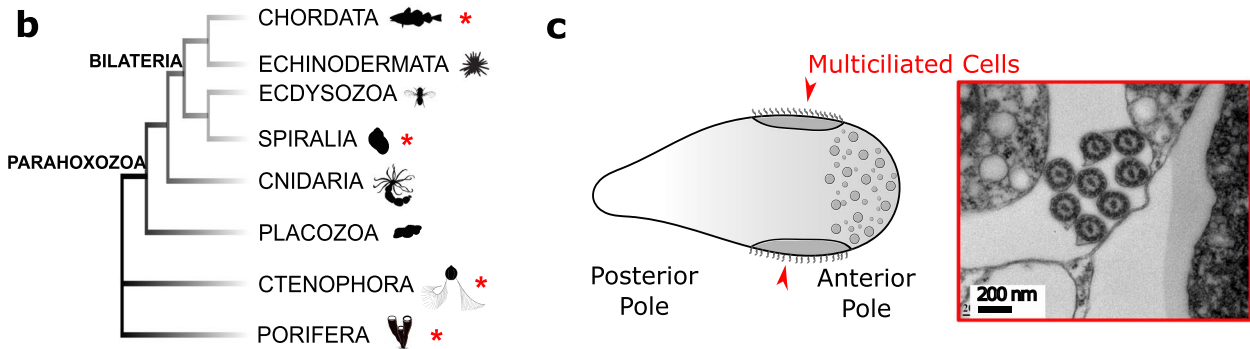 b
CHORDATA *
BILATERIA
ECHINODERMATA
ECDYSOZOA
SPIRALIA *
PARAHOXOZOA
CNIDARIA
PLACOZOA
CTENOPHORA *
PORIFERA *
c
Multiciliated Cells
Posterior
Pole
Anterior
Pole
200 nm